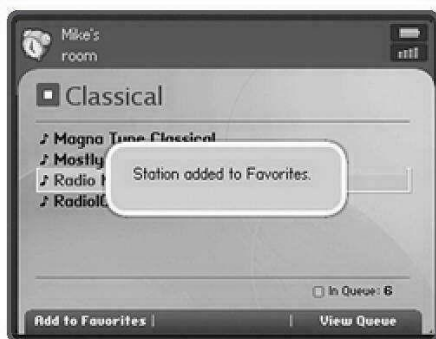 Mike's
room
Classical
Magna Tune Classical
Mostly
Radio
Station added to Favorites.
In Queue: 6
Add to Favorites | | View Queue